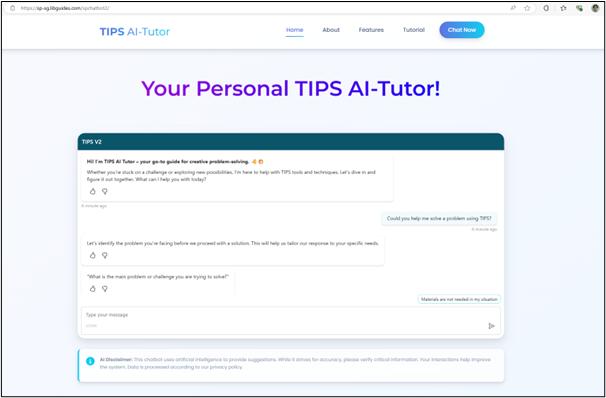 https://sp-sg.libguides.com/spchatbot2/
TIPS AI-Tutor
Home About Features Tutorial Chat Now
Your Personal TIPS AI-Tutor!
TIPS V2
Hi! I'm TIPS AI Tutor – your go-to guide for creative problem-solving.
Whether you're stuck on a challenge or exploring new possibilities, I'm here to help with TIPS tools and techniques. Let's dive in and
figure it out together. What can I help you with today?
minute ago
Could you help me solve a problem using TIPS?
minute ago
Let's identify the problem you're facing before we proceed with a solution. This will help us tailor our response to your specific needs.
"What is the main problem or challenge you are trying to solve?"
Materials are not needed in my situation
Type your message
AI Disclaimer: This chatbot uses artificial intelligence to provide suggestions. While it strives for accuracy, please verify critical information. Your interactions help improve
the system. Data is processed according to our privacy policy.